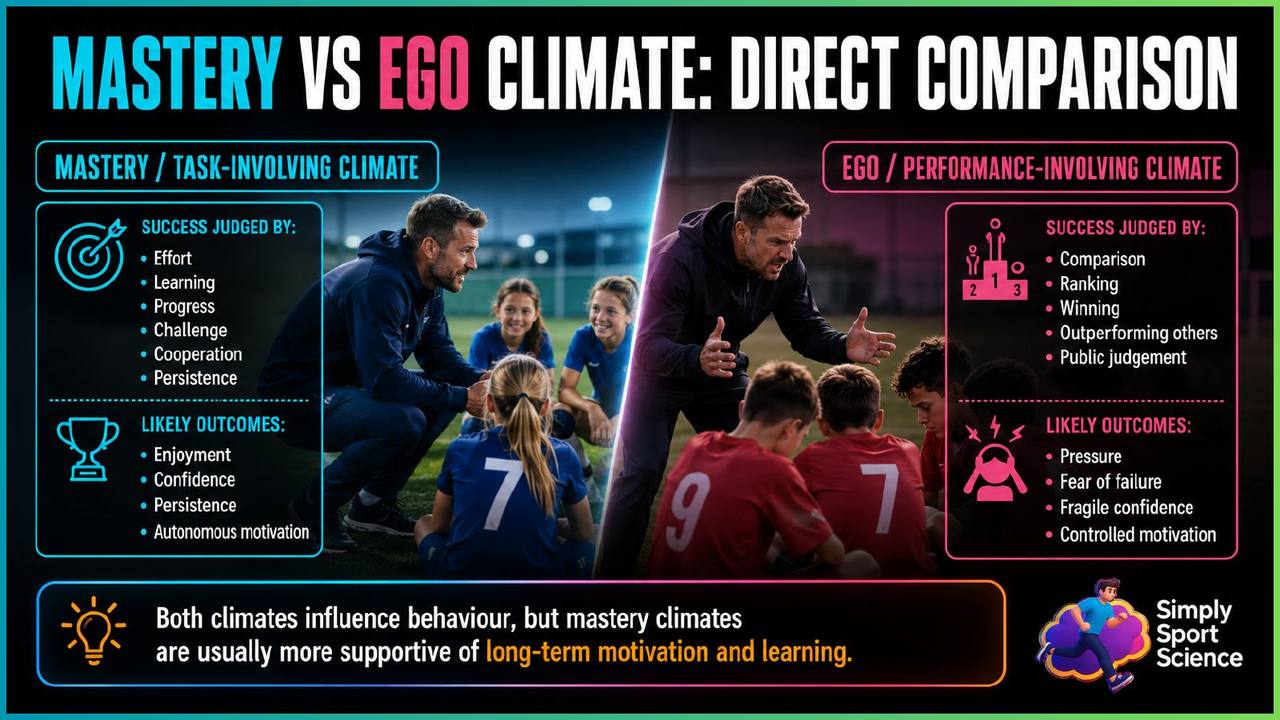 MASTERY VS EGO CLIMATE: DIRECT COMPARISON
MASTERY / TASK-INVOLVING CLIMATE
SUCCESS JUDGED BY:
• Effort
• Learning
• Progress
• Challenge
• Cooperation
• Persistence
LIKELY OUTCOMES:
• Enjoyment
• Confidence
• Persistence
• Autonomous motivation
7
EGO / PERFORMANCE-INVOLVING CLIMATE
2 1 3
SUCCESS JUDGED BY:
• Comparison
• Ranking
• Winning
• Outperforming others
• Public judgement
LIKELY OUTCOMES:
• Pressure
• Fear of failure
• Fragile confidence
• Controlled motivation
9
7
Both climates influence behaviour, but mastery climates
are usually more supportive of long-term motivation and learning.
Simply
Sport
Science